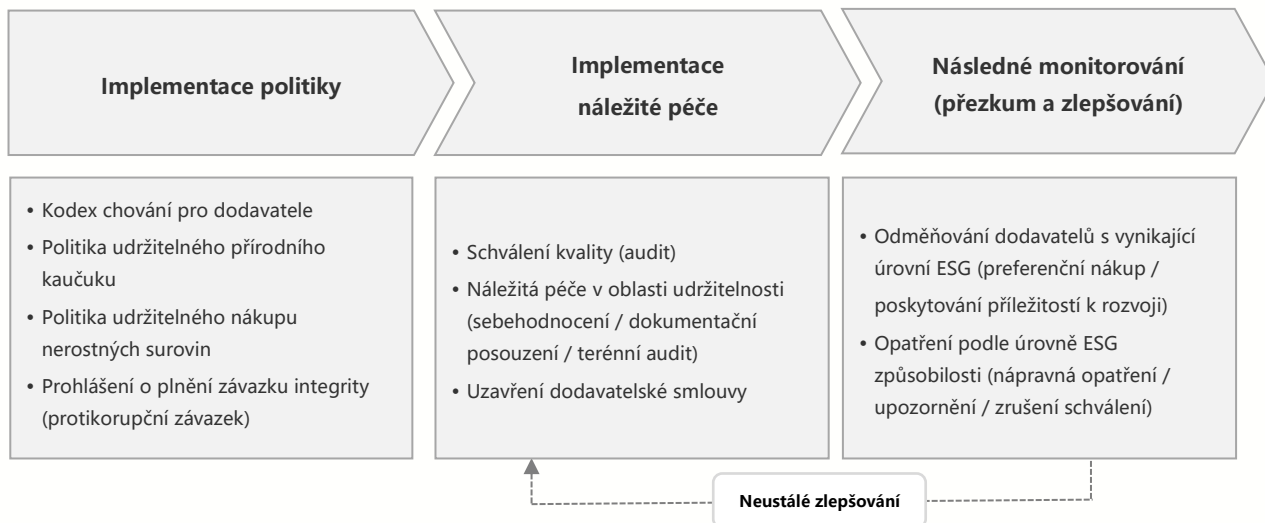 Implementace politiky
Implementace
náležité péče
Následné monitorování
(přezkum a zlepšování)
• Kodex chování pro dodavatele
• Politika udržitelného přírodního
kaučuku
• Politika udržitelného nákupu
nerostných surovin
• Prohlášení o plnění závazku integrity
(protikorupční závazek)
• Schválení kvality (audit)
• Náležitá péče v oblasti udržitelnosti
(sebehodnocení / dokumentační
posouzení / terénní audit)
• Uzavření dodavatelské smlouvy
• Odměňování dodavatelů s vynikající
úrovní ESG (preferenční nákup /
poskytování příležitostí k rozvoji)
• Opatření podle úrovně ESG
způsobilosti (nápravná opatření /
upozornění / zrušení schválení)
Neustálé zlepšování